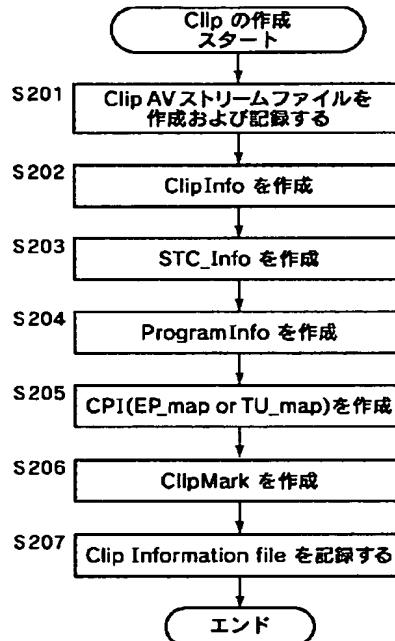 Clip の作成
スタート
S201
Clip AVストリームファイルを
作成および記録する
S202
ClipInfo を作成
S203
STC_Info を作成
S204
ProgramInfo を作成
S205
CPI(EP_map or TU_map)を作成
S206
ClipMark を作成
S207
Clip Information file を記録する
エンド